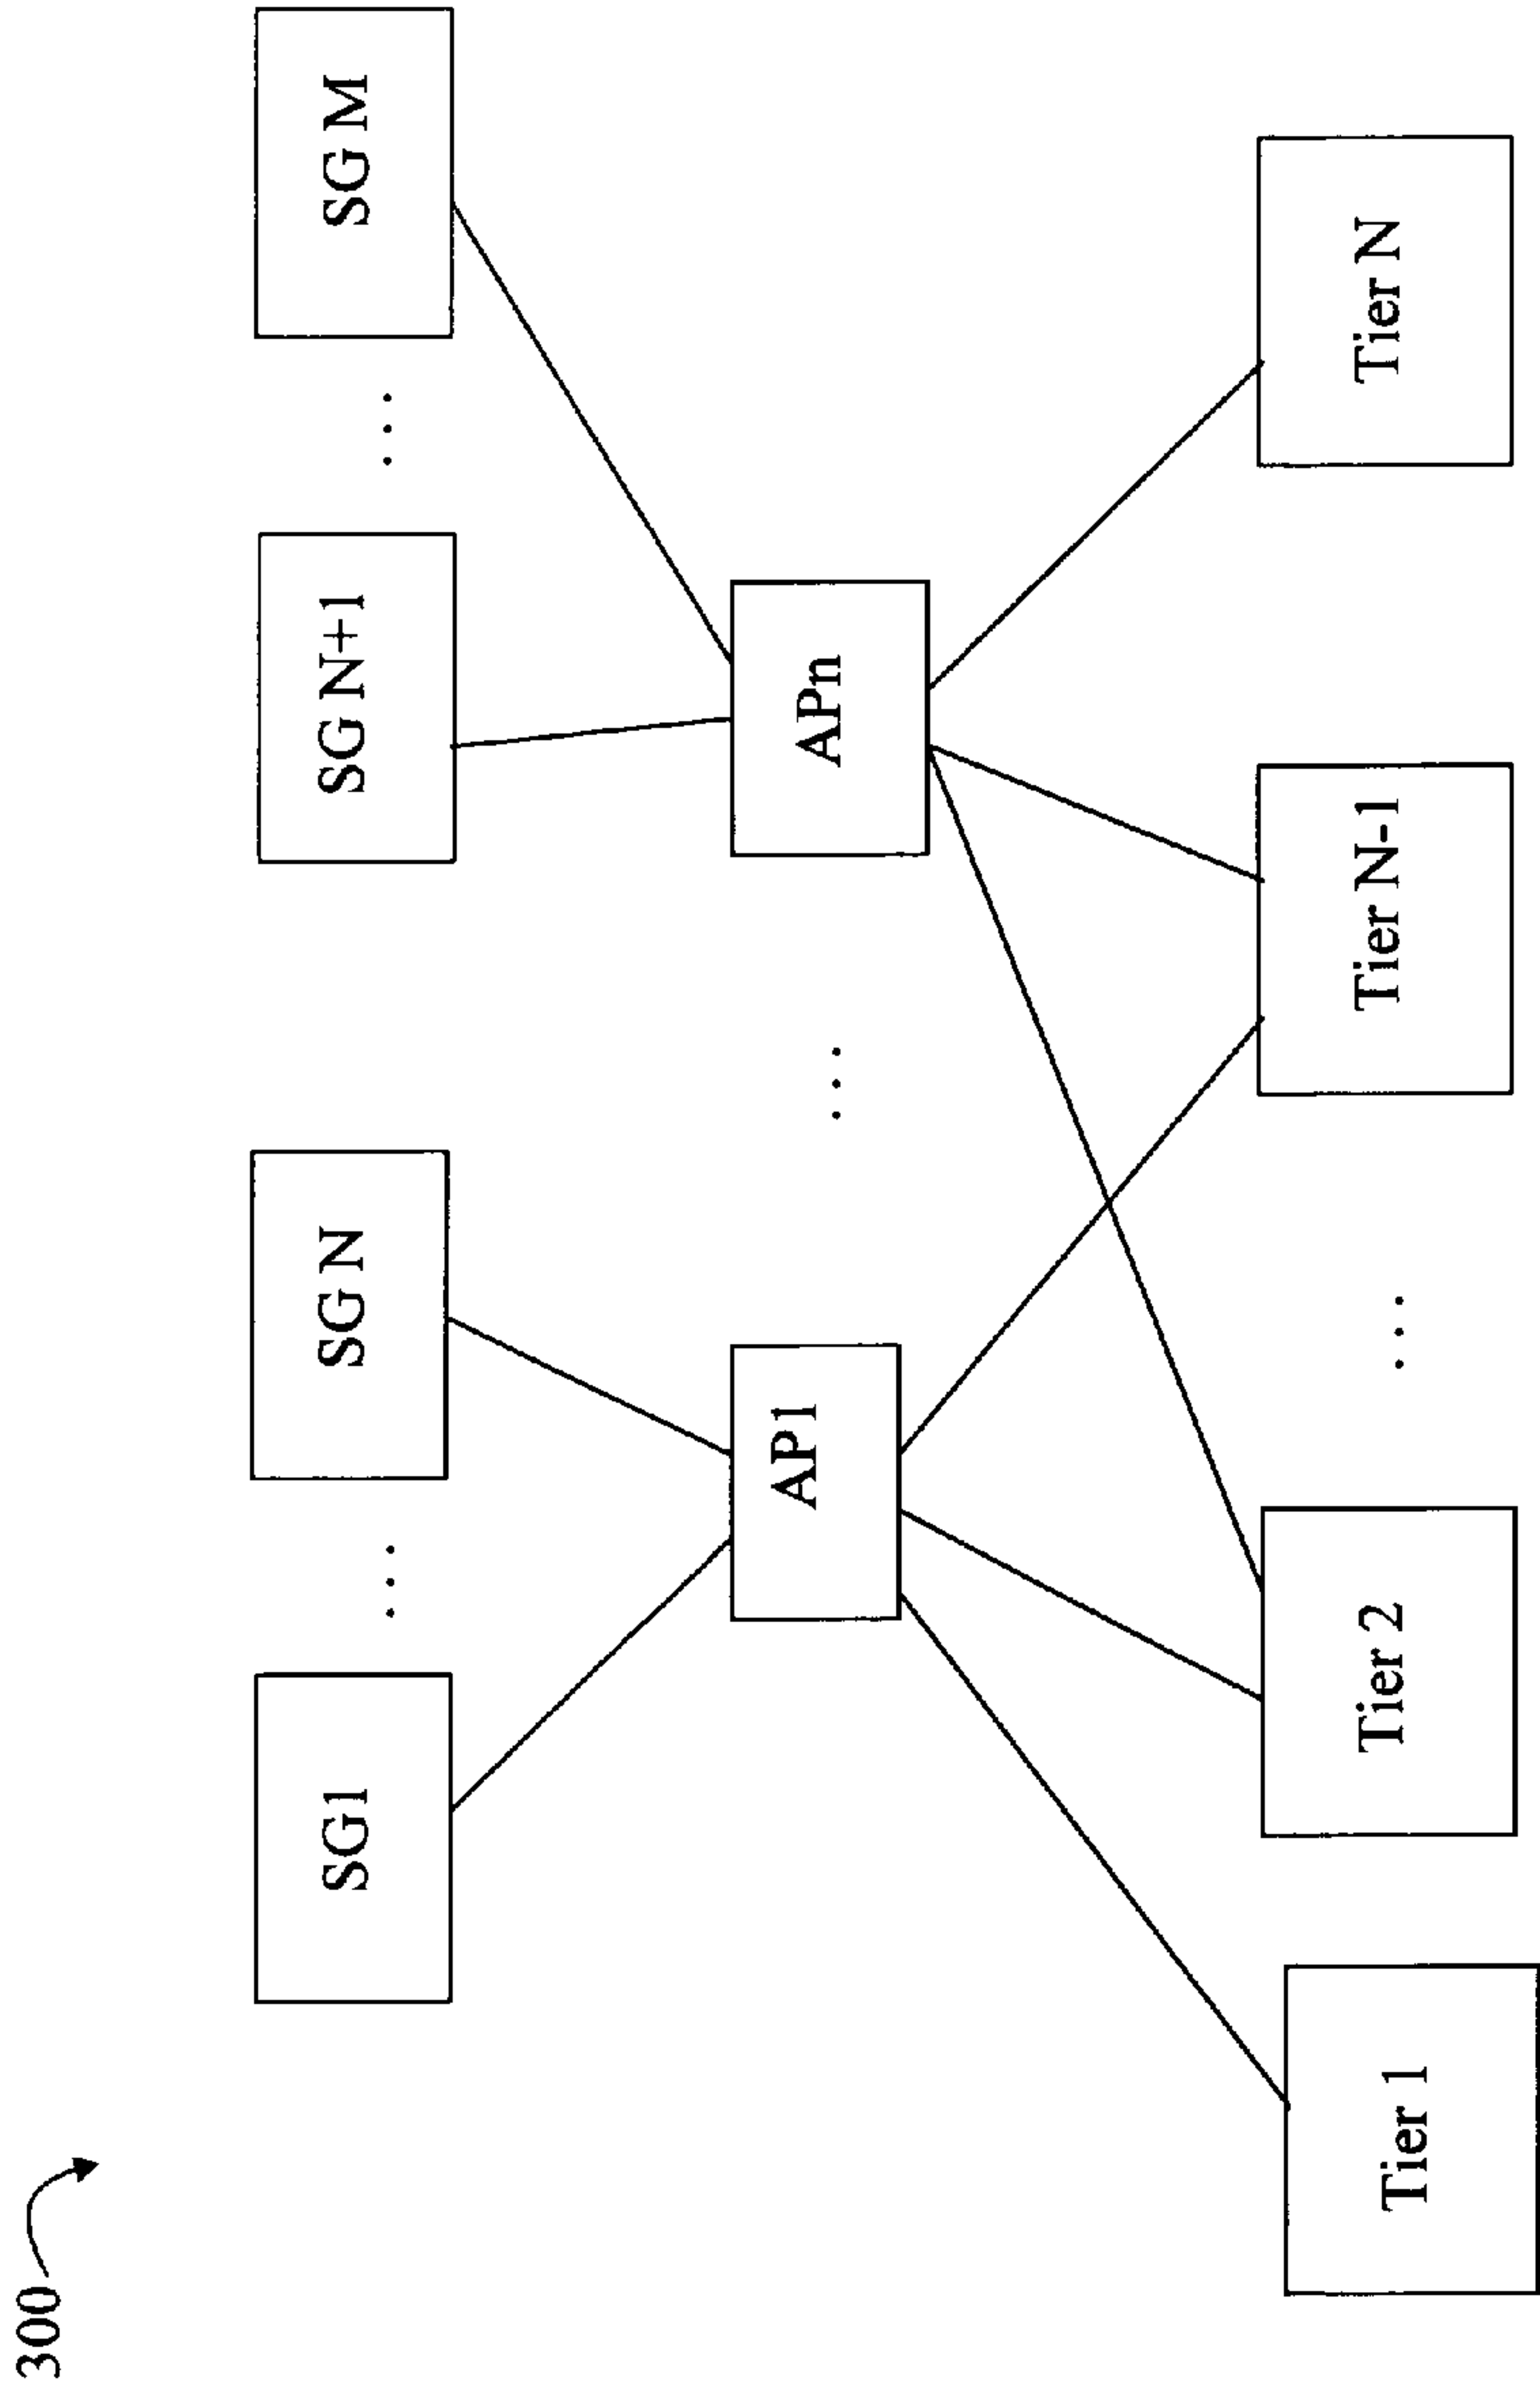 300
SG1
...
SG N
SG N+1
...
SG M
AP1
...
APn
Tier 1
Tier 2
...
Tier N-1
Tier N